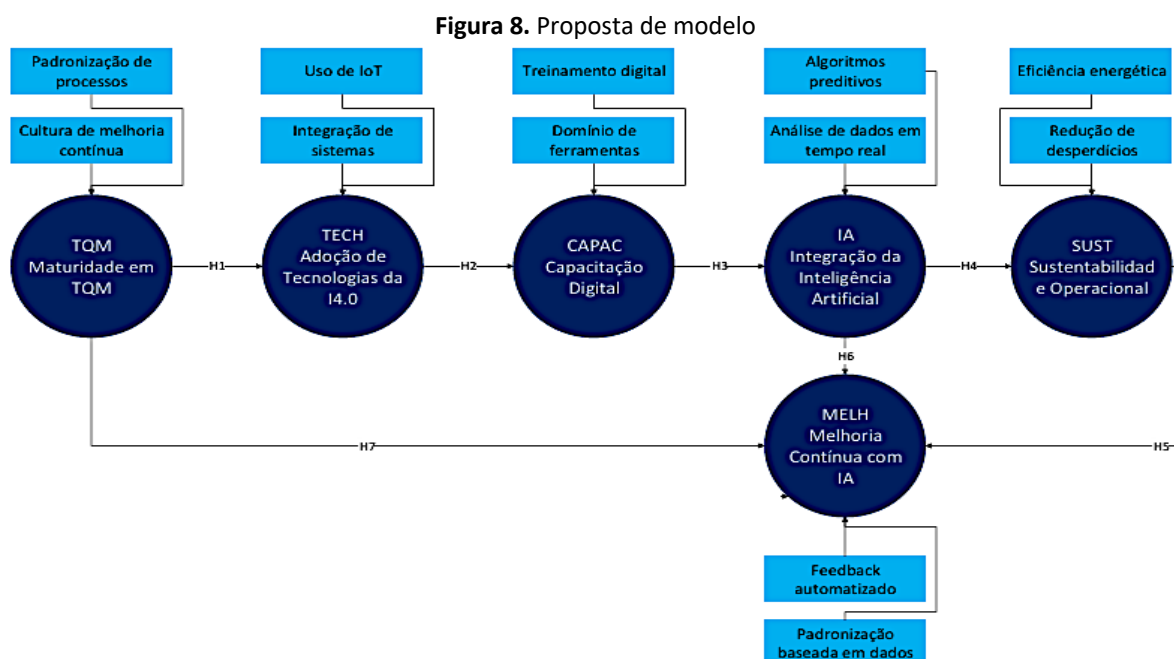 Figura 8. Proposta de modelo
Padronização de
processos
Uso de IoT
Treinamento digital
Algoritmos
preditivos
Eficiência energética
Cultura de melhoria
contínua
Integração de
sistemas
Domínio de
ferramentas
Análise de dados em
tempo real
Redução de
desperdícios
TQM
Maturidade em
TQM
H1
TECH
Adoção de
Tecnologias da
I4.0
H2
CAPAC
Capacitação
Digital
H3
IA
Integração da
Inteligência
Artificial
H4
SUST
Sustentabilidad
e Operacional
H6
H7
MELH
Melhoria
Contínua com
IA
H5
Feedback
automatizado
Padronização
baseada em dados